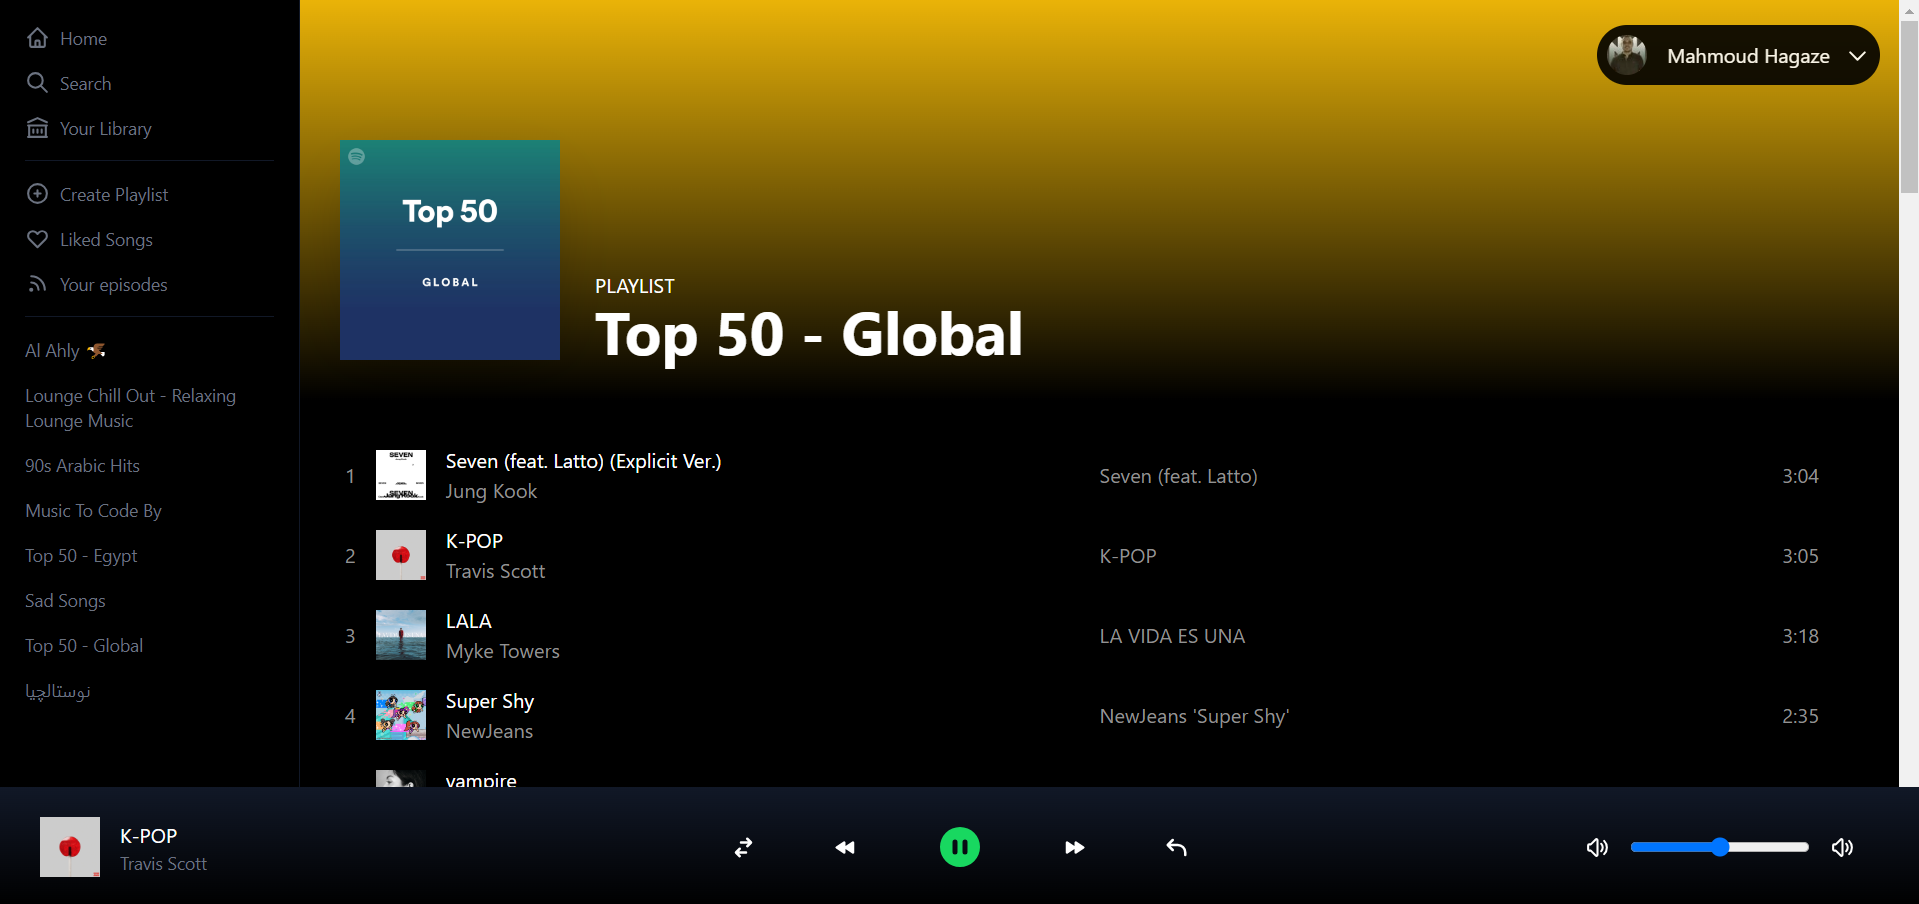 Home
Search
Your Library
Create Playlist
Liked Songs
Your episodes
Al Ahly 🦅
Lounge Chill Out - Relaxing
Lounge Music
90s Arabic Hits
Music To Code By
Top 50 - Egypt
Sad Songs
Top 50 - Global
نوستالچيا
Mahmoud Hagaze
Top 50
GLOBAL
PLAYLIST
Top 50 - Global
1 SEVEN Seven (feat. Latto) (Explicit Ver.) Seven (feat. Latto) 3:04
Jung Kook
2 K-POP K-POP 3:05
Travis Scott
3 LALA LA VIDA ES UNA 3:18
Myke Towers
4 Super Shy NewJeans 'Super Shy' 2:35
NewJeans
vampire
K-POP
Travis Scott